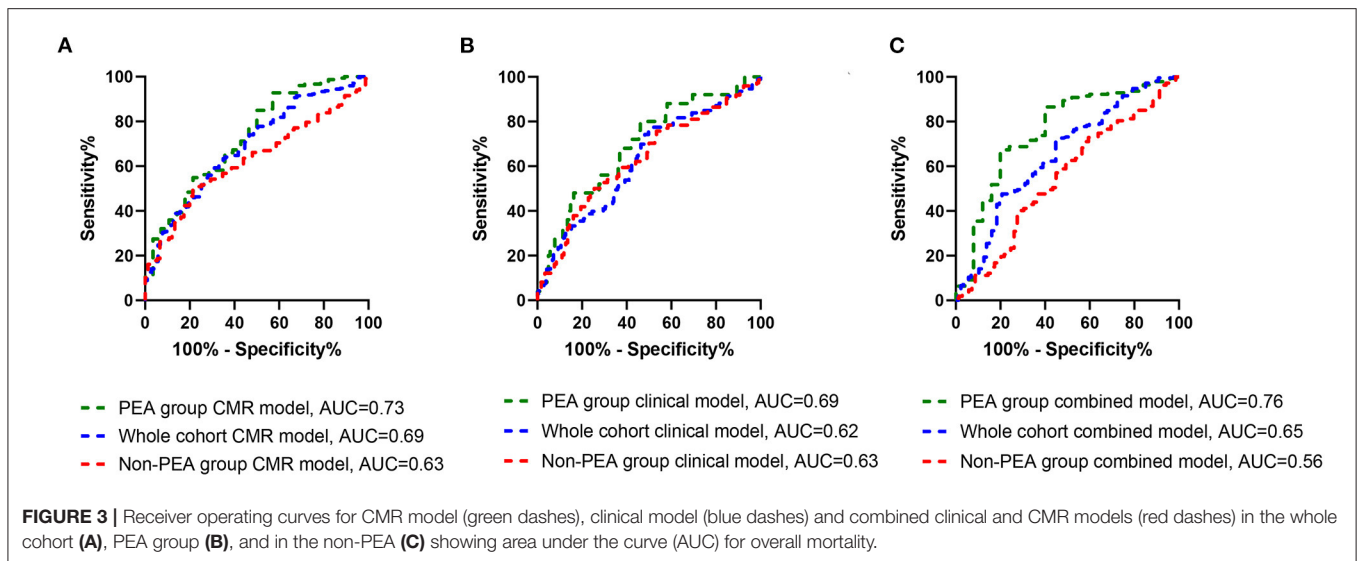 A
B
C
Sensitivity%
100
80
60
40
20
0
0 20 40 60 80 100
100% - Specificity%
PEA group CMR model, AUC=0.73
Whole cohort CMR model, AUC=0.69
Non-PEA group CMR model, AUC=0.63
Sensitivity%
100
80
60
40
20
0
0 20 40 60 80 100
100% - Specificity%
PEA group clinical model, AUC=0.69
Whole cohort clinical model, AUC=0.62
Non-PEA group clinical model, AUC=0.63
Sensitivity%
100
80
60
40
20
0
0 20 40 60 80 100
100% - Specificity%
PEA group combined model, AUC=0.76
Whole cohort combined model, AUC=0.65
Non-PEA group combined model, AUC=0.56
FIGURE 3 | Receiver operating curves for CMR model (green dashes), clinical model (blue dashes) and combined clinical and CMR models (red dashes) in the whole
cohort (A), PEA group (B), and in the non-PEA (C) showing area under the curve (AUC) for overall mortality.